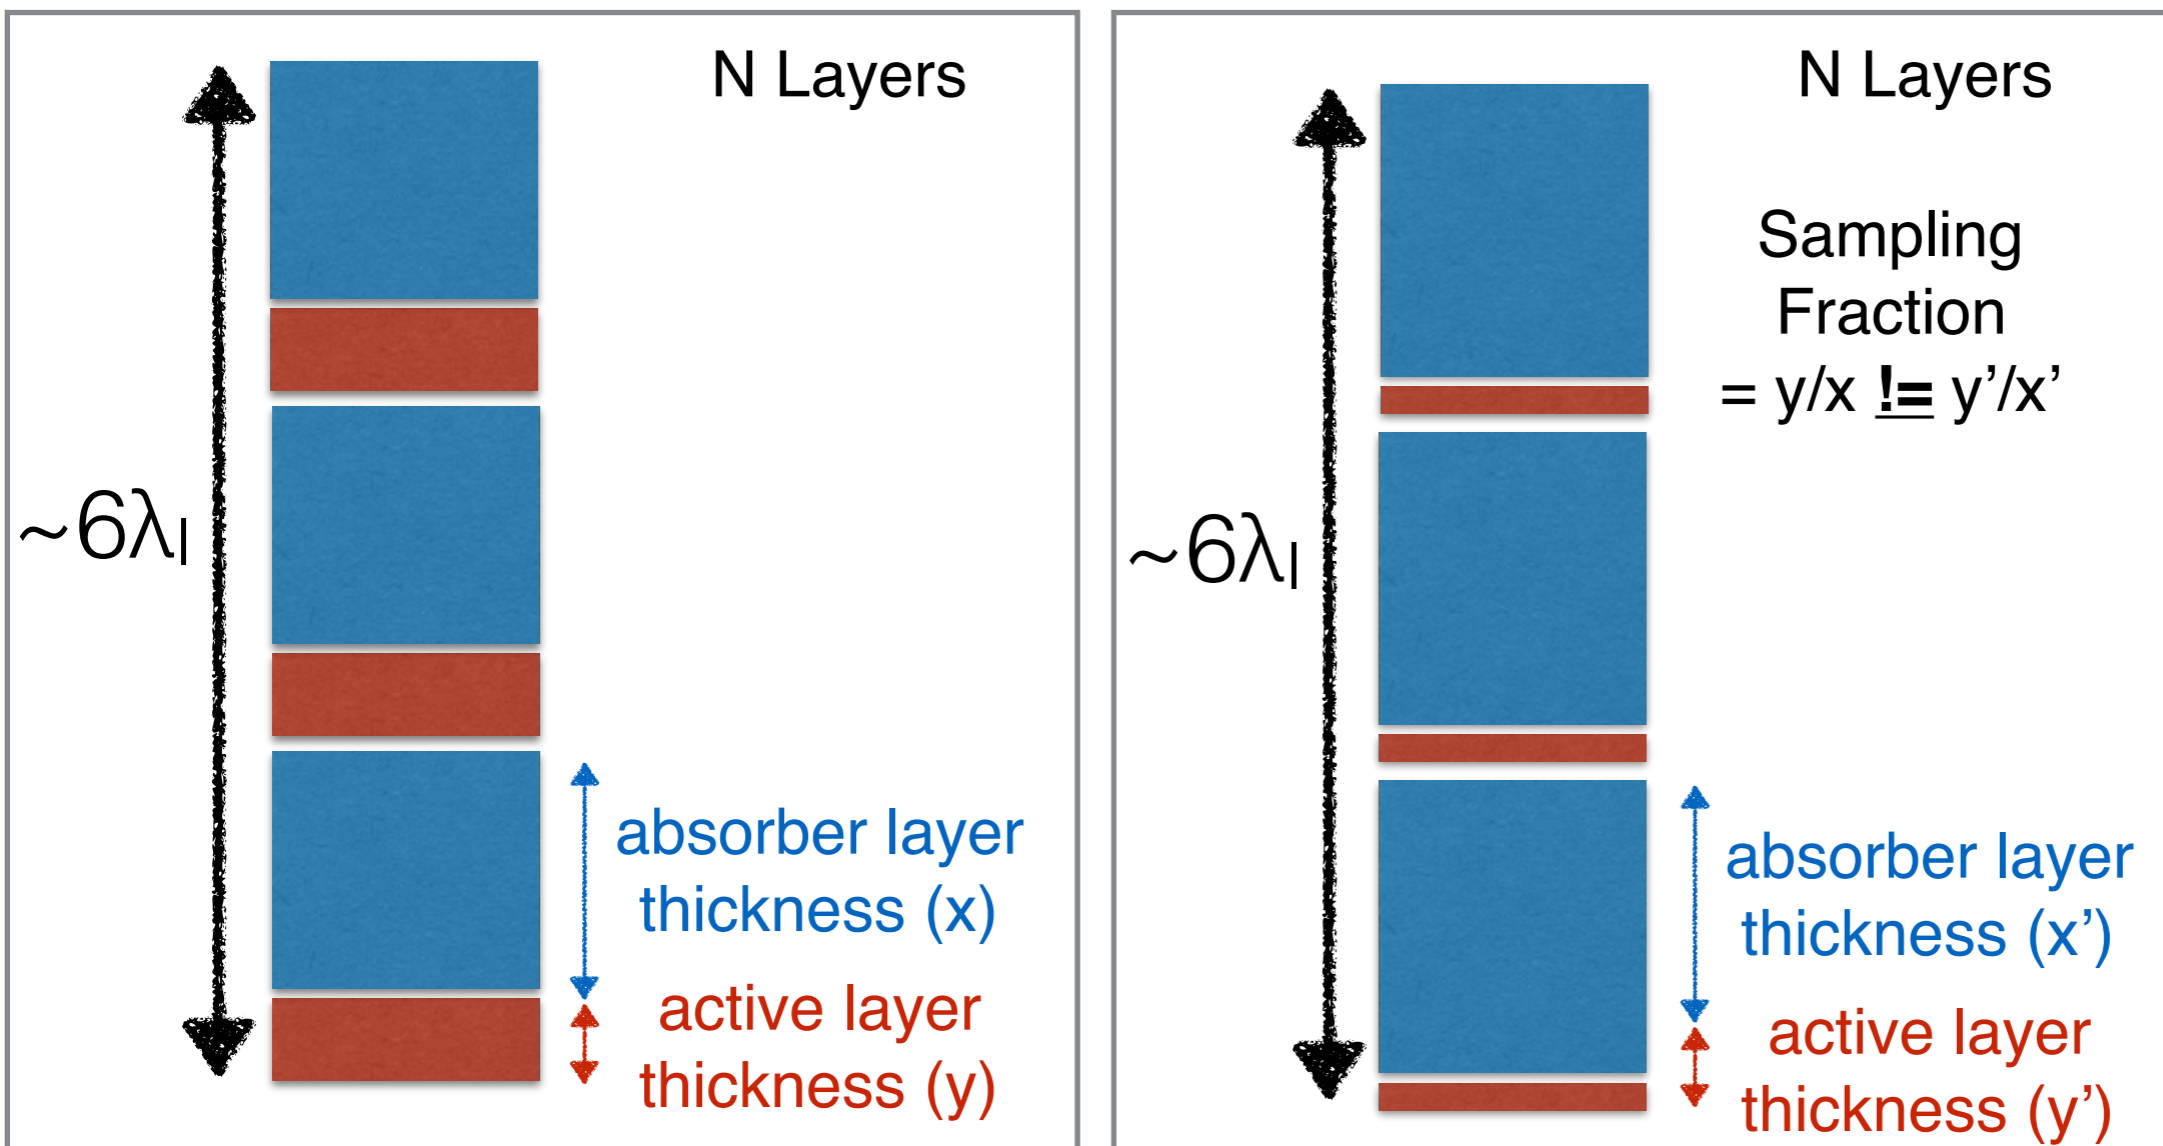 N Layers
~6λI
absorber layer
thickness (x)
active layer
thickness (y)
N Layers
Sampling
Fraction
= y/x != y’/x’
~6λI
absorber layer
thickness (x’)
active layer
thickness (y’)